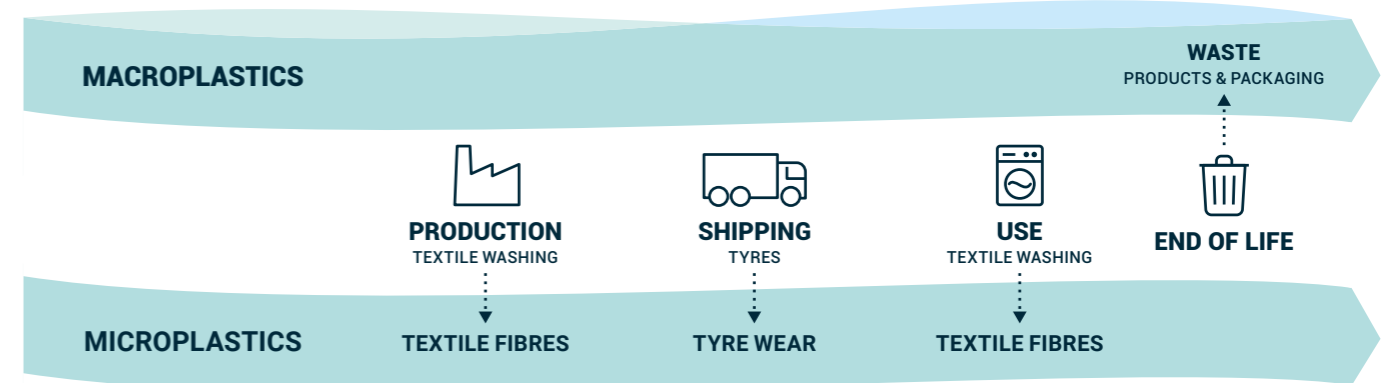 WASTE
PRODUCTS & PACKAGING
MACROPLASTICS
PRODUCTION
TEXTILE WASHING
SHIPPING
TYRES
USE
TEXTILE WASHING
END OF LIFE
MICROPLASTICS
TEXTILE FIBRES
TYRE WEAR
TEXTILE FIBRES